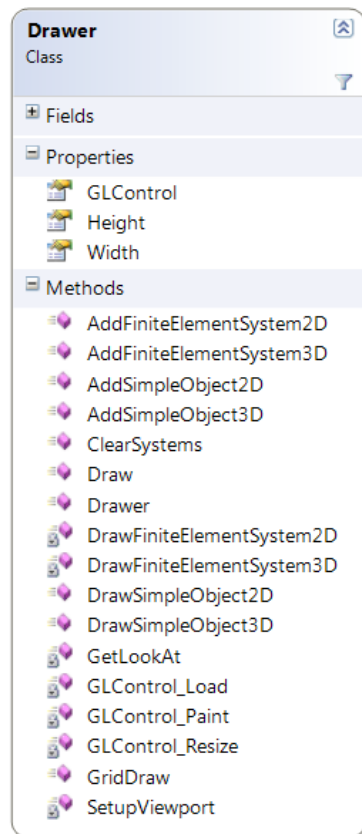 Drawer
Class
Fields
Properties
GLControl
Height
Width
Methods
AddFiniteElementSystem2D
AddFiniteElementSystem3D
AddSimpleObject2D
AddSimpleObject3D
ClearSystems
Draw
Drawer
DrawFiniteElementSystem2D
DrawFiniteElementSystem3D
DrawSimpleObject2D
DrawSimpleObject3D
GetLookAt
GLControl_Load
GLControl_Paint
GLControl_Resize
GridDraw
SetupViewport